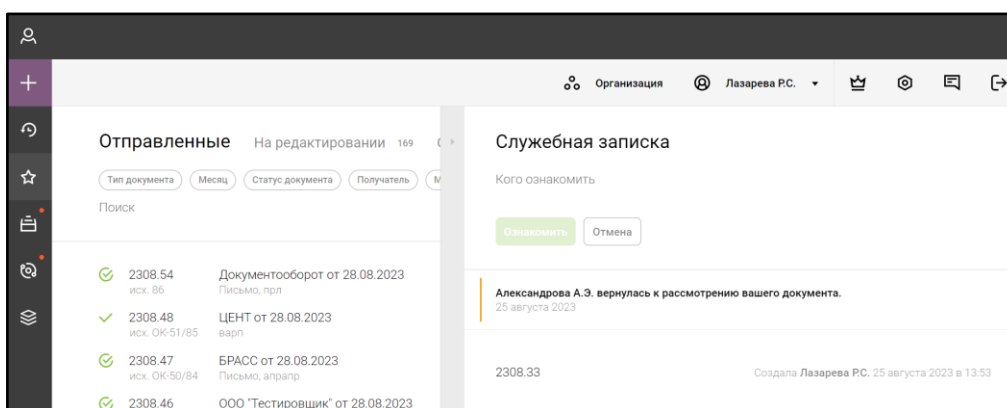 Организация Лазарева Р.С.
Отправленные На редактировании 169
Тип документа Месяц Статус документа Получатель
Поиск
2308.54 Документооборот от 28.08.2023
исх. 86 Письмо, прл
2308.48 ЦЕНТ от 28.08.2023
исх. ОК-51/85 варп
2308.47 БРАСС от 28.08.2023
исх. ОК-50/84 Письмо, апрапр
2308.46 ООО "Тестировщик" от 28.08.2023
Служебная записка
Кого ознакомить
Ознакомить Отмена
Александрова А.Э. вернулась к рассмотрению вашего документа.
25 августа 2023
2308.33 Создала Лазарева Р.С. 25 августа 2023 в 13:53